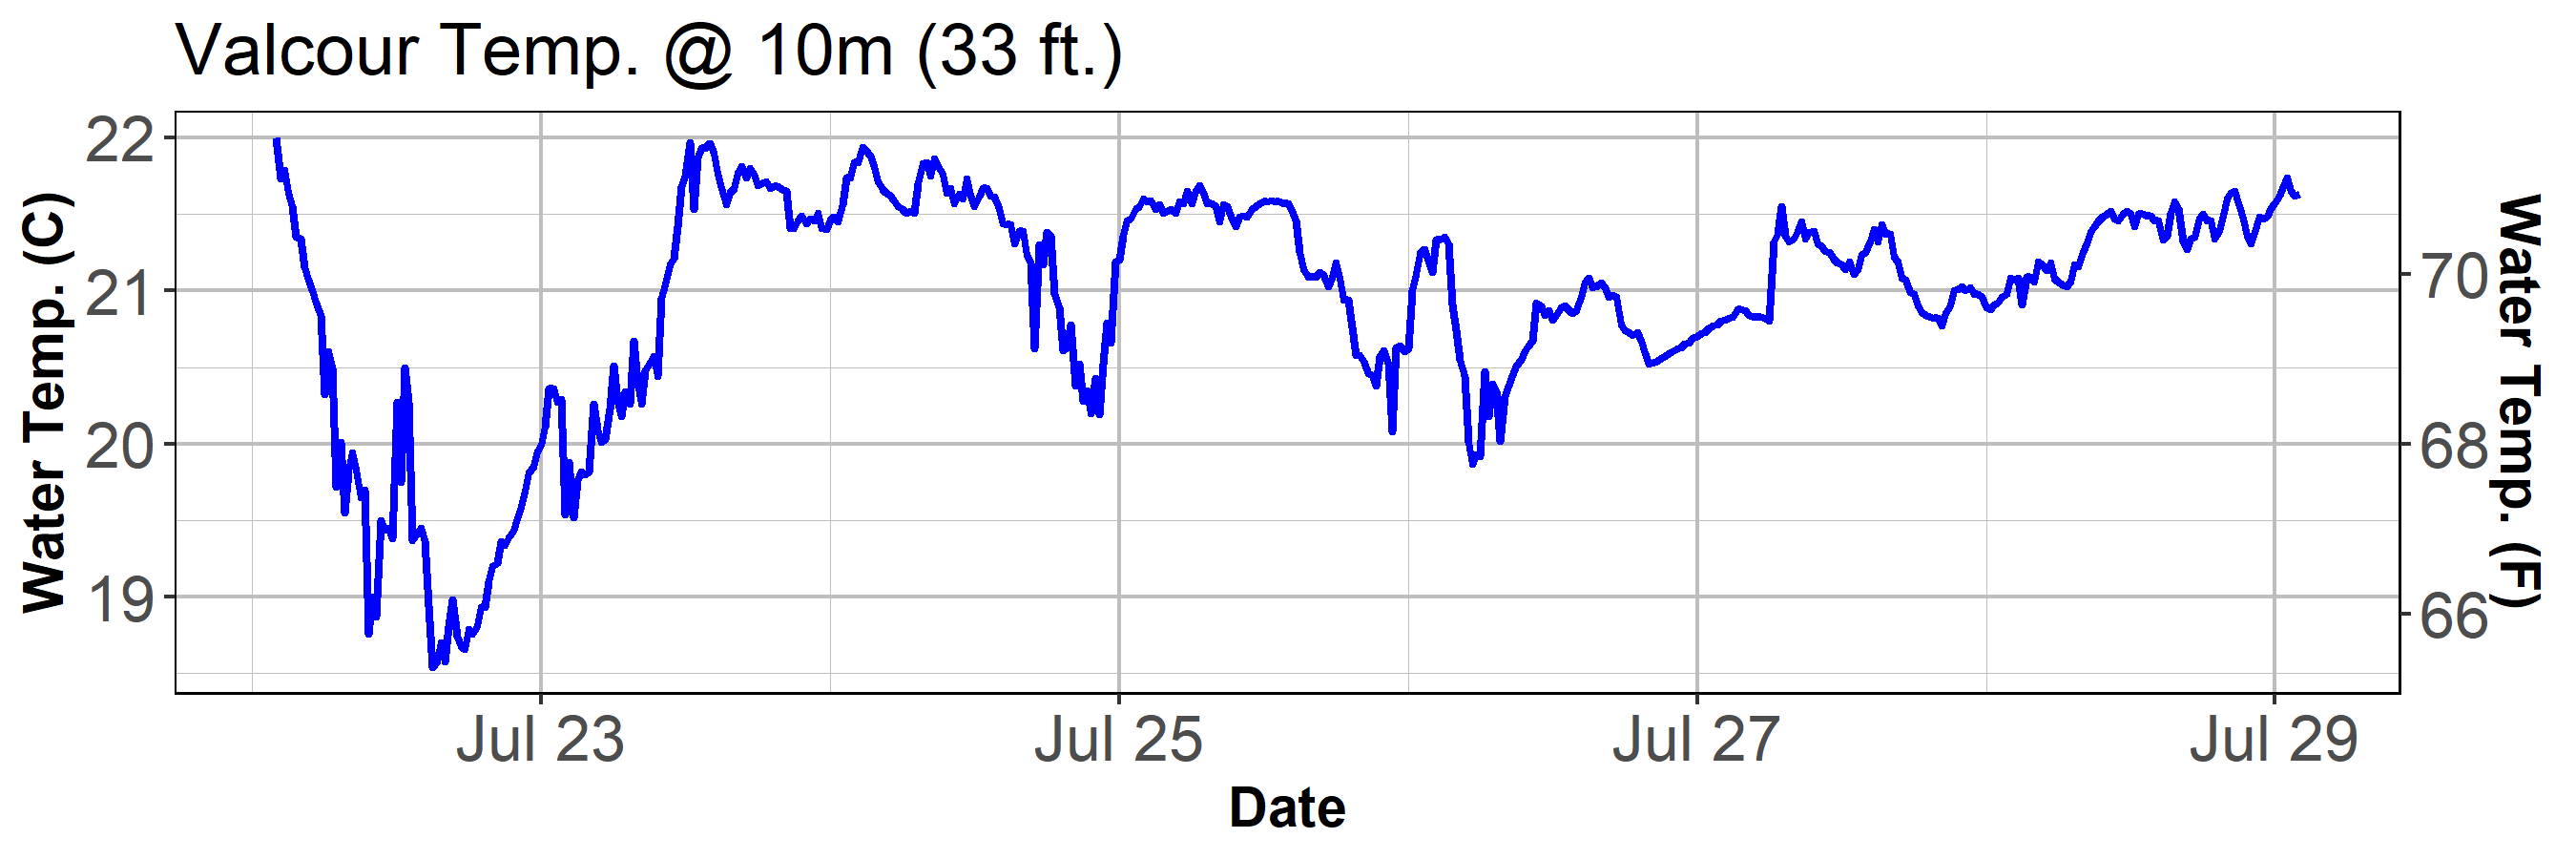 Valcour Temp. @ 10m (33 ft.)
Water Temp. (C)
22
21
20
19
70
68
66
Water Temp. (F)
Jul 23
Jul 25
Jul 27
Jul 29
Date